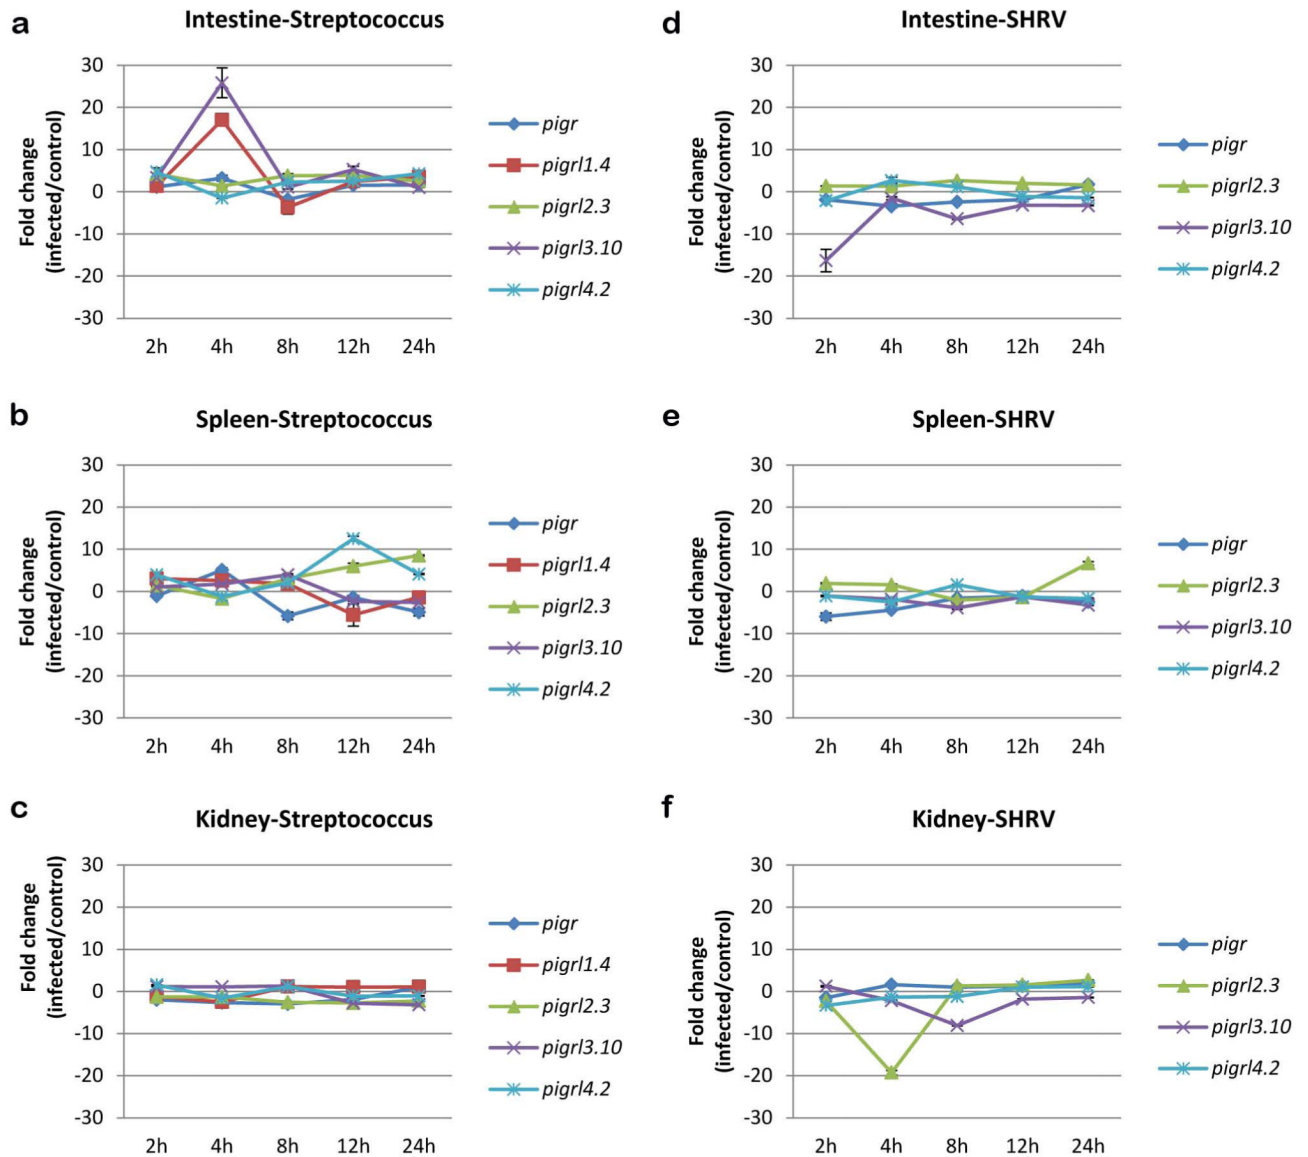 a
Intestine-Streptococcus
Fold change
(infected/control)
30
20
10
0
-10
-20
-30
2h 4h 8h 12h 24h
pigr
pigrl1.4
pigrl2.3
pigrl3.10
pigrl4.2
d
Intestine-SHRV
Fold change
(infected/control)
30
20
10
0
-10
-20
-30
2h 4h 8h 12h 24h
pigr
pigrl2.3
pigrl3.10
pigrl4.2
b
Spleen-Streptococcus
Fold change
(infected/control)
30
20
10
0
-10
-20
-30
2h 4h 8h 12h 24h
pigr
pigrl1.4
pigrl2.3
pigrl3.10
pigrl4.2
e
Spleen-SHRV
Fold change
(infected/control)
30
20
10
0
-10
-20
-30
2h 4h 8h 12h 24h
pigr
pigrl2.3
pigrl3.10
pigrl4.2
c
Kidney-Streptococcus
Fold change
(infected/control)
30
20
10
0
-10
-20
-30
2h 4h 8h 12h 24h
pigr
pigrl1.4
pigrl2.3
pigrl3.10
pigrl4.2
f
Kidney-SHRV
Fold change
(infected/control)
30
20
10
0
-10
-20
-30
2h 4h 8h 12h 24h
pigr
pigrl2.3
pigrl3.10
pigrl4.2